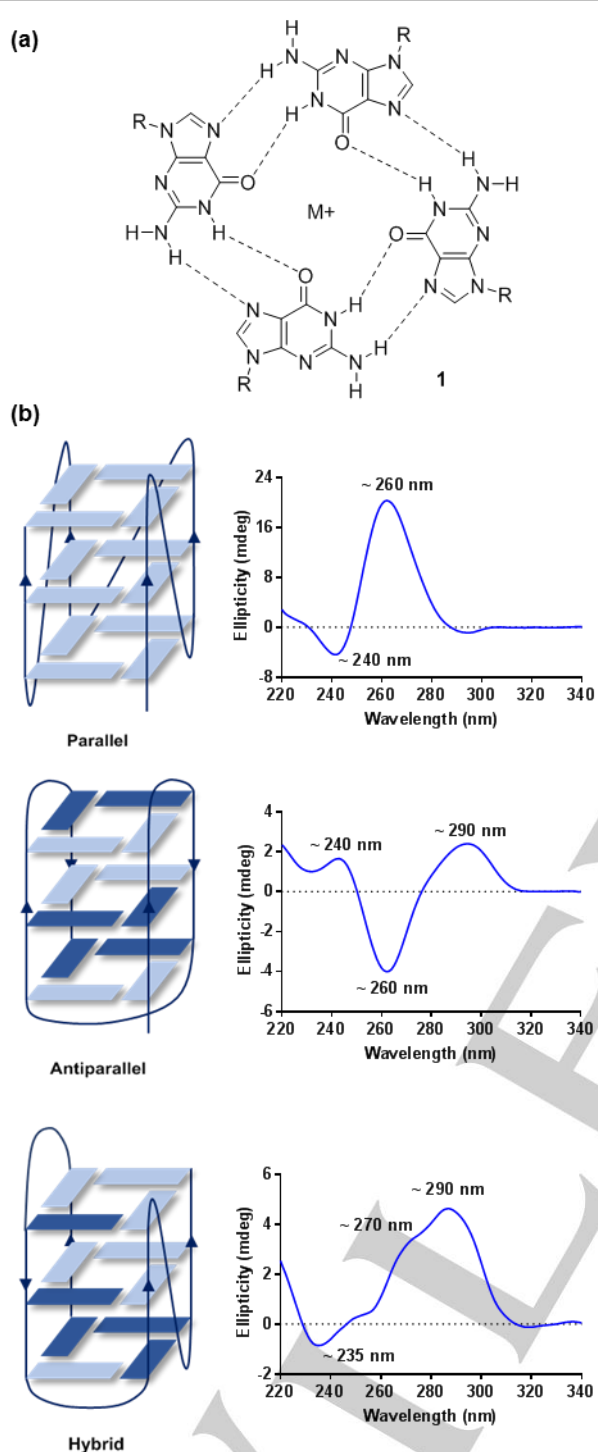 (a)
H
H
N
N
N
R
H
N
N
R
N
N
H
O
N
H
H
N
H
N
O
N
H
M+
O
N
H
N
N
H
O
N
N
R
N
N
H
N
N
N
H
R
H
1
(b)
24
~ 260 nm
16
8
0
-8
~ 240 nm
Ellipticity (mdeg)
220 240 260 280 300 320 340
Wavelength (nm)
Parallel
4
~ 240 nm
~ 290 nm
2
0
-2
-4
-6
~ 260 nm
Ellipticity (mdeg)
220 240 260 280 300 320 340
Wavelength (nm)
Antiparallel
6
~ 290 nm
~ 270 nm
4
2
0
-2
~ 235 nm
Ellipticity (mdeg)
220 240 260 280 300 320 340
Wavelength (nm)
Hybrid